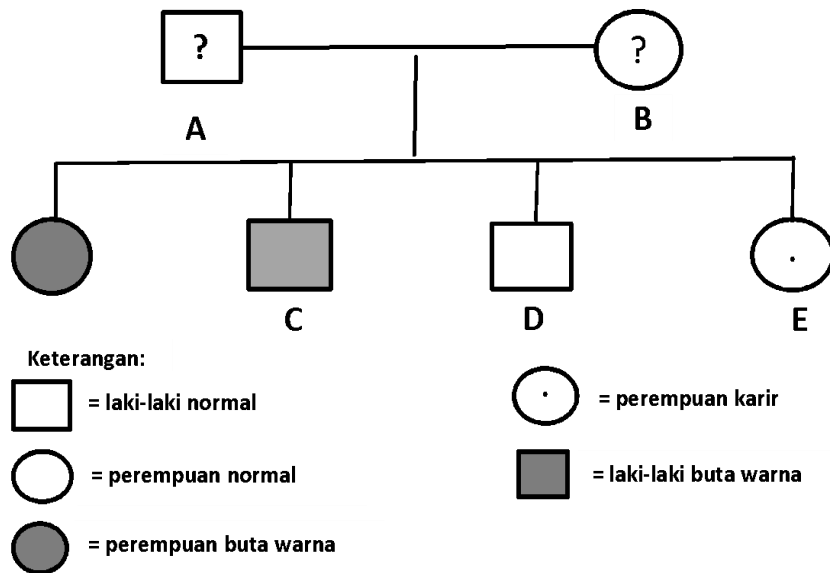 ? ?
A B
C D E
Keterangan:
= laki-laki normal
= perempuan karir
= perempuan normal
= laki-laki buta warna
= perempuan buta warna